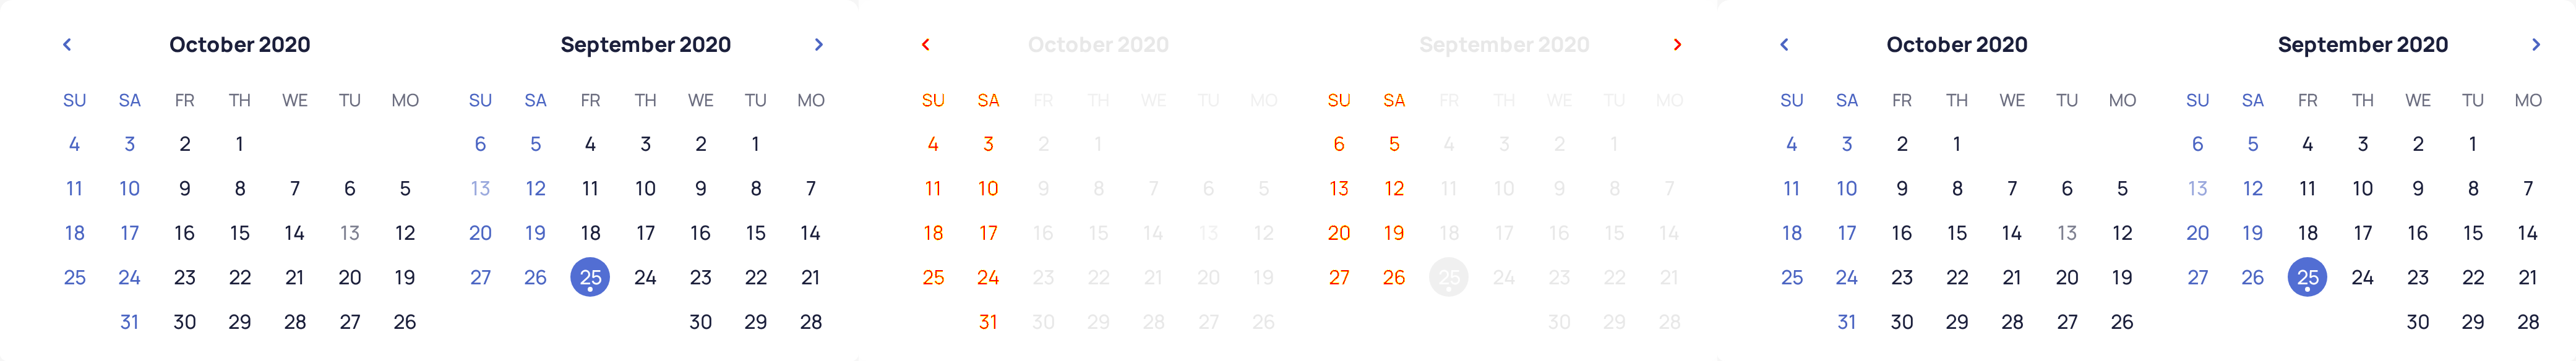 October 2020
SU SA FR TH WE TU MO
4 3 2 1
11 10 9 8 7 6 5
18 17 16 15 14 13 12
25 24 23 22 21 20 19
31 30 29 28 27 26
September 2020
SU SA FR TH WE TU MO
6 5 4 3 2 1
13 12 11 10 9 8 7
20 19 18 17 16 15 14
27 26 25 24 23 22 21
30 29 28
October 2020
SU SA FR TH WE TU MO
4 3 2 1
11 10 9 8 7 6 5
18 17 16 15 14 13 12
25 24 23 22 21 20 19
31 30 29 28 27 26
September 2020
SU SA FR TH WE TU MO
6 5 4 3 2 1
13 12 11 10 9 8 7
20 19 18 17 16 15 14
27 26 25 24 23 22 21
30 29 28
October 2020
SU SA FR TH WE TU MO
4 3 2 1
11 10 9 8 7 6 5
18 17 16 15 14 13 12
25 24 23 22 21 20 19
31 30 29 28 27 26
September 2020
SU SA FR TH WE TU MO
6 5 4 3 2 1
13 12 11 10 9 8 7
20 19 18 17 16 15 14
27 26 25 24 23 22 21
30 29 28